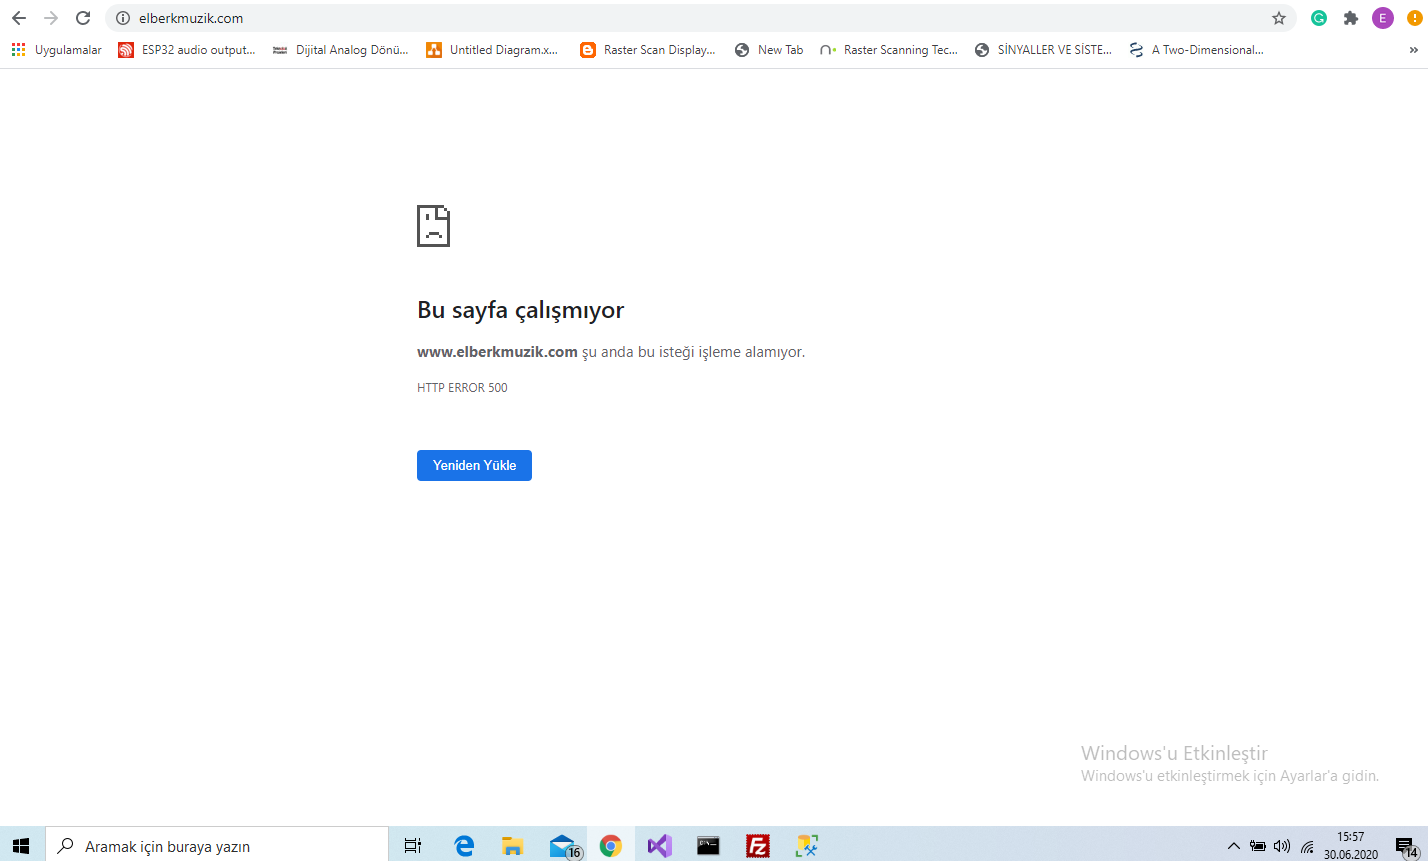 elberkmuzik.com
E
Uygulamalar
ESP32 audio output...
Dijital Analog Dönü...
Untitled Diagram.x...
Raster Scan Display...
New Tab
Raster Scanning Tec...
SİNYALLER VE SİSTE...
A Two-Dimensional...
»
Bu sayfa çalışmıyor
www.elberkmuzik.com şu anda bu isteği işleme alamıyor.
HTTP ERROR 500
Yeniden Yükle
Windows'u Etkinleştir
Windows'u etkinleştirmek için Ayarlar'a gidin.
Aramak için buraya yazın
16
15:57
30.06.2020
14